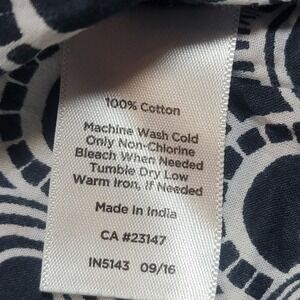 100% Cotton
Machine Wash Cold
Only Non-Chlorine
Bleach When Needed
Tumble Dry Low
Warm Iron, If Needed
Made in India
CA #23147
IN5143 09/16